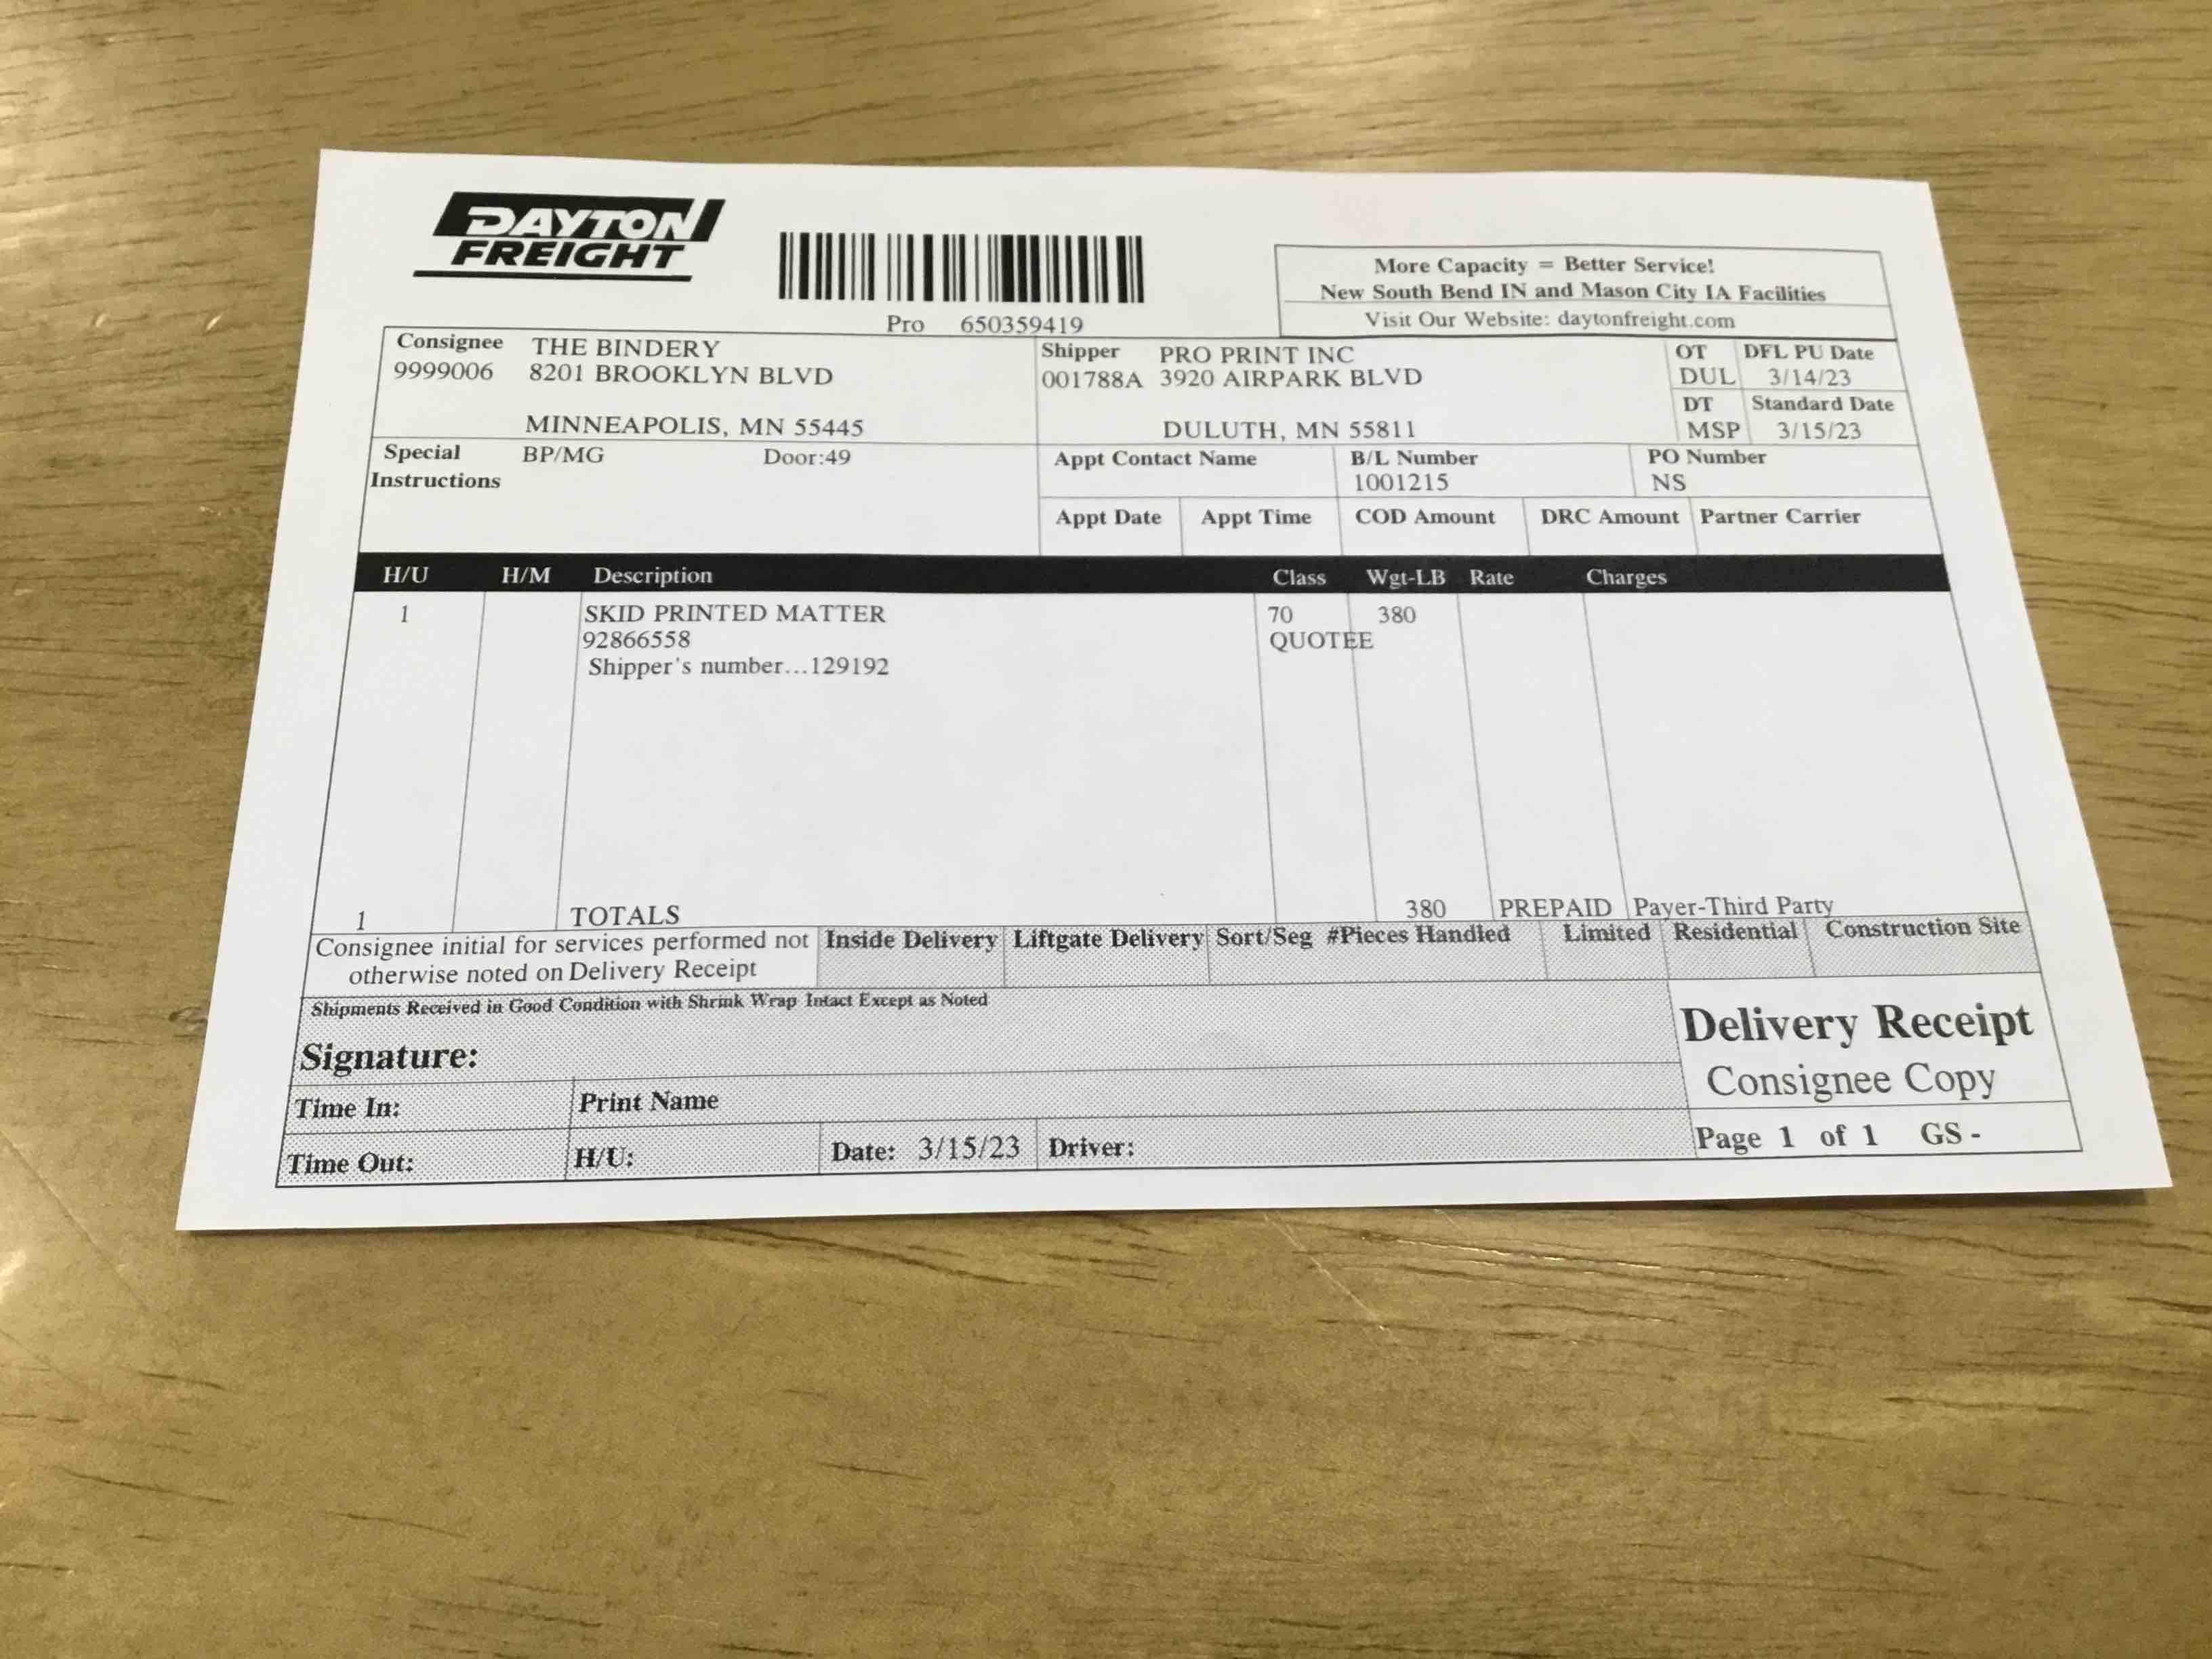 DAYTON
FREIGHT
Pro 650359419
More Capacity = Better Service!
New South Bend IN and Mason City IA Facilities
Visit Our Website: daytonfreight.com
Consignee THE BINDERY
9999006 8201 BROOKLYN BLVD
MINNEAPOLIS, MN 55445
Shipper PRO PRINT INC
001788A 3920 AIRPARK BLVD
DULUTH, MN 55811
OT DFL PU Date
DUL 3/14/23
DT Standard Date
MSP 3/15/23
Special BP/MG Door:49
Instructions
Appt Contact Name B/L Number PO Number
1001215 NS
Appt Date Appt Time COD Amount DRC Amount Partner Carrier
H/U H/M Description Class Wgt-LB Rate Charges
1 SKID PRINTED MATTER 70 380
92866558 QUOTEE
Shipper's number...129192
1 TOTALS 380 PREPAID Payer-Third Party
Consignee initial for services performed not
otherwise noted on Delivery Receipt
Inside Delivery Liftgate Delivery Sort/Seg #Pieces Handled Limited Residential Construction Site
Shipments Received in Good Condition with Shrink Wrap Intact Except as Noted
Signature:
Time In: Print Name
Time Out: H/U: Date: 3/15/23 Driver:
Delivery Receipt
Consignee Copy
Page 1 of 1 GS -